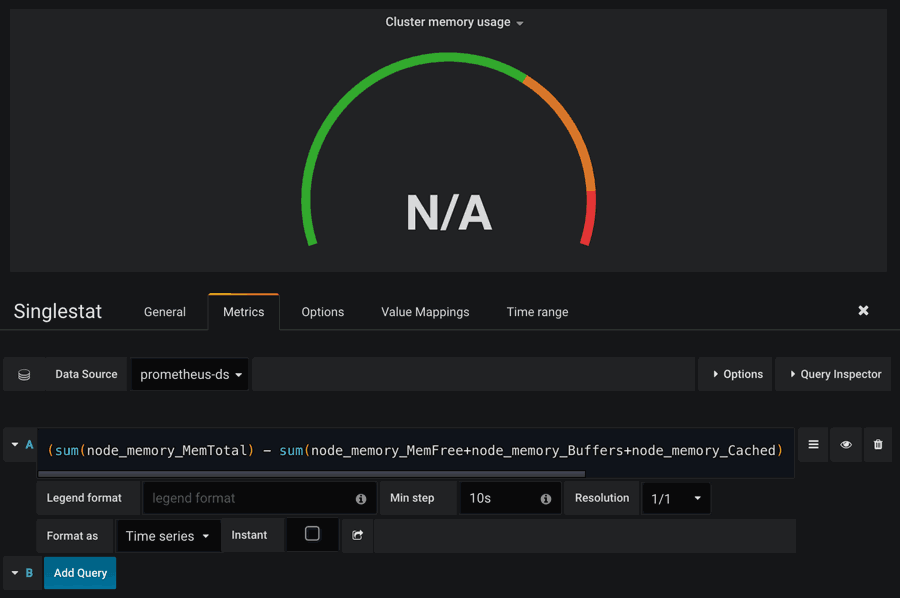 Cluster memory usage
N/A
Singlestat General Metrics Options Value Mappings Time range
Data Source prometheus-ds Options Query Inspector
A (sum(node_memory_MemTotal) - sum(node_memory_MemFree+node_memory_Buffers+node_memory_Cached)
Legend format legend format Min step 10s Resolution 1/1
Format as Time series Instant
B Add Query